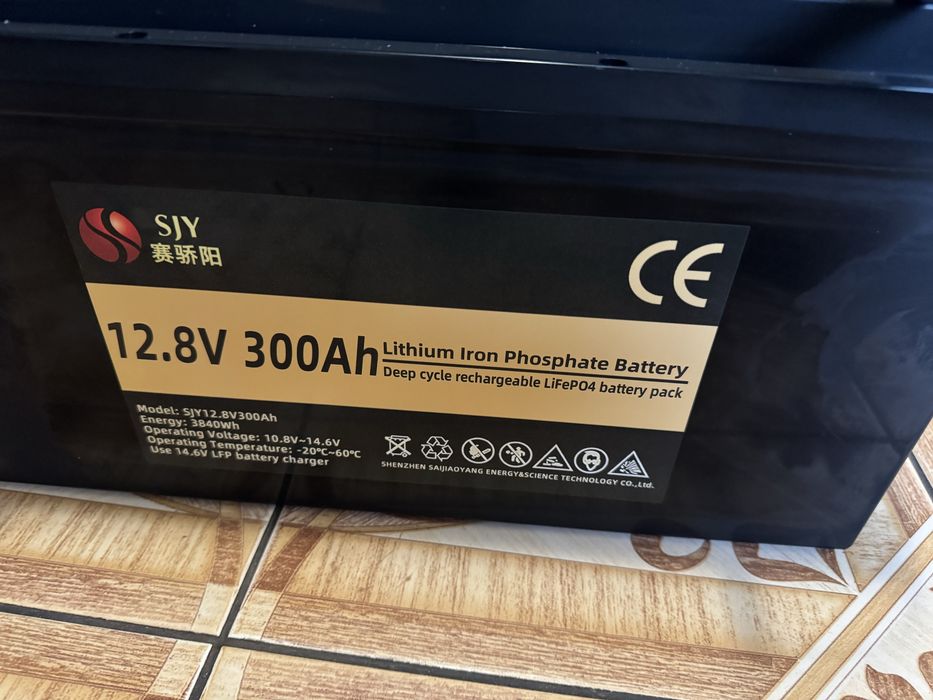 SJY
赛骄阳
CE
12.8V 300Ah
Lithium Iron Phosphate Battery
Deep cycle rechargeable LiFePO4 battery pack
Model: SJY12.8V300Ah
Energy: 3840Wh
Operating Voltage: 10.8V~14.6V
Operating Temperature: -20℃~60℃
Use 14.6V LFP battery charger
SHENZHEN SAIJIAOYANG ENERGY&SCIENCE TECHNOLOGY CO.,Ltd.